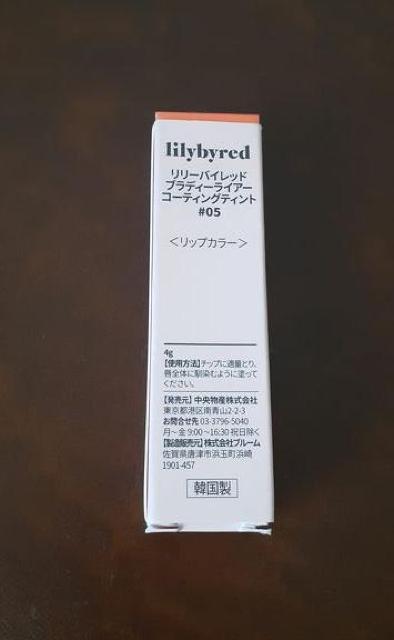 lilybyred
リリーバイレッド
ブラディーライアー
コーティングティント
#05
＜リップカラー＞
4g
【使用方法】チップに適量とり、
唇全体に馴染むように塗って
ください。
【発売元】中央物産株式会社
東京都港区南青山2-2-3
お問合せ先 03-3796-5040
月～金 9:00～16:30 祝日除く
【製造販売元】株式会社ブルーム
佐賀県唐津市浜玉町浜崎
1901-457
韓国製